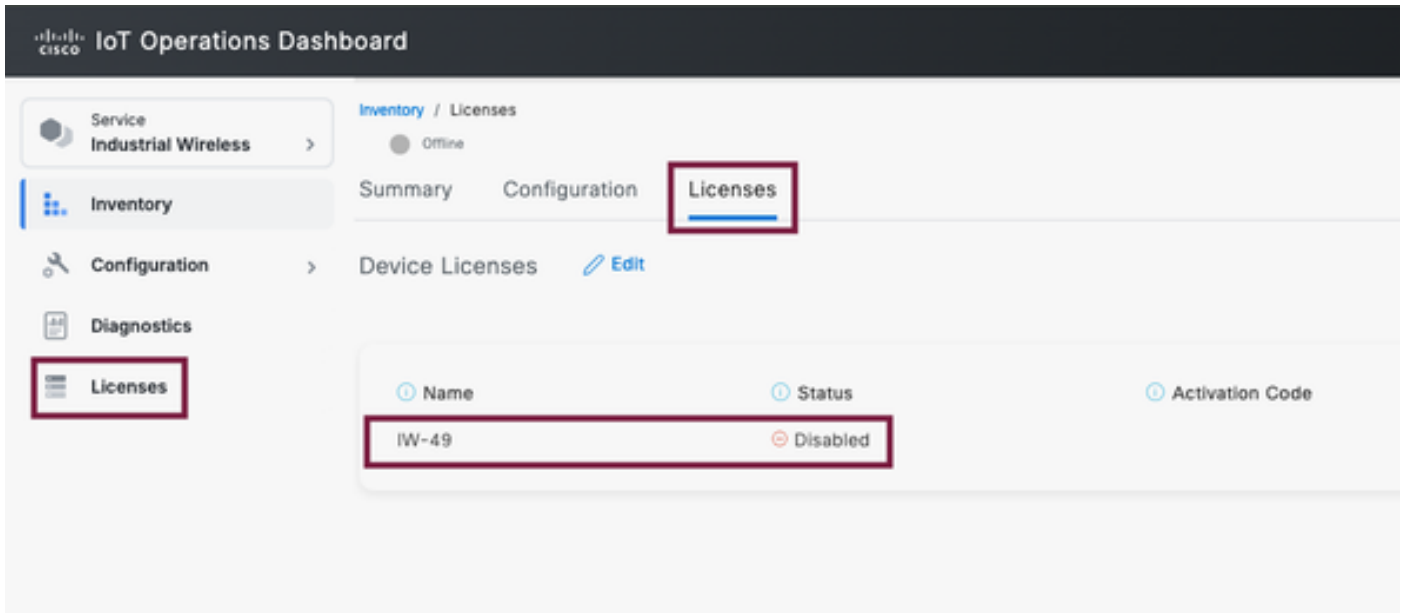 CISCO IoT Operations Dashboard
Service
Industrial Wireless
Inventory
Configuration
Diagnostics
Licenses
Inventory / Licenses
Offline
Summary Configuration Licenses
Device Licenses Edit
Name Status Activation Code
IW-49 Disabled